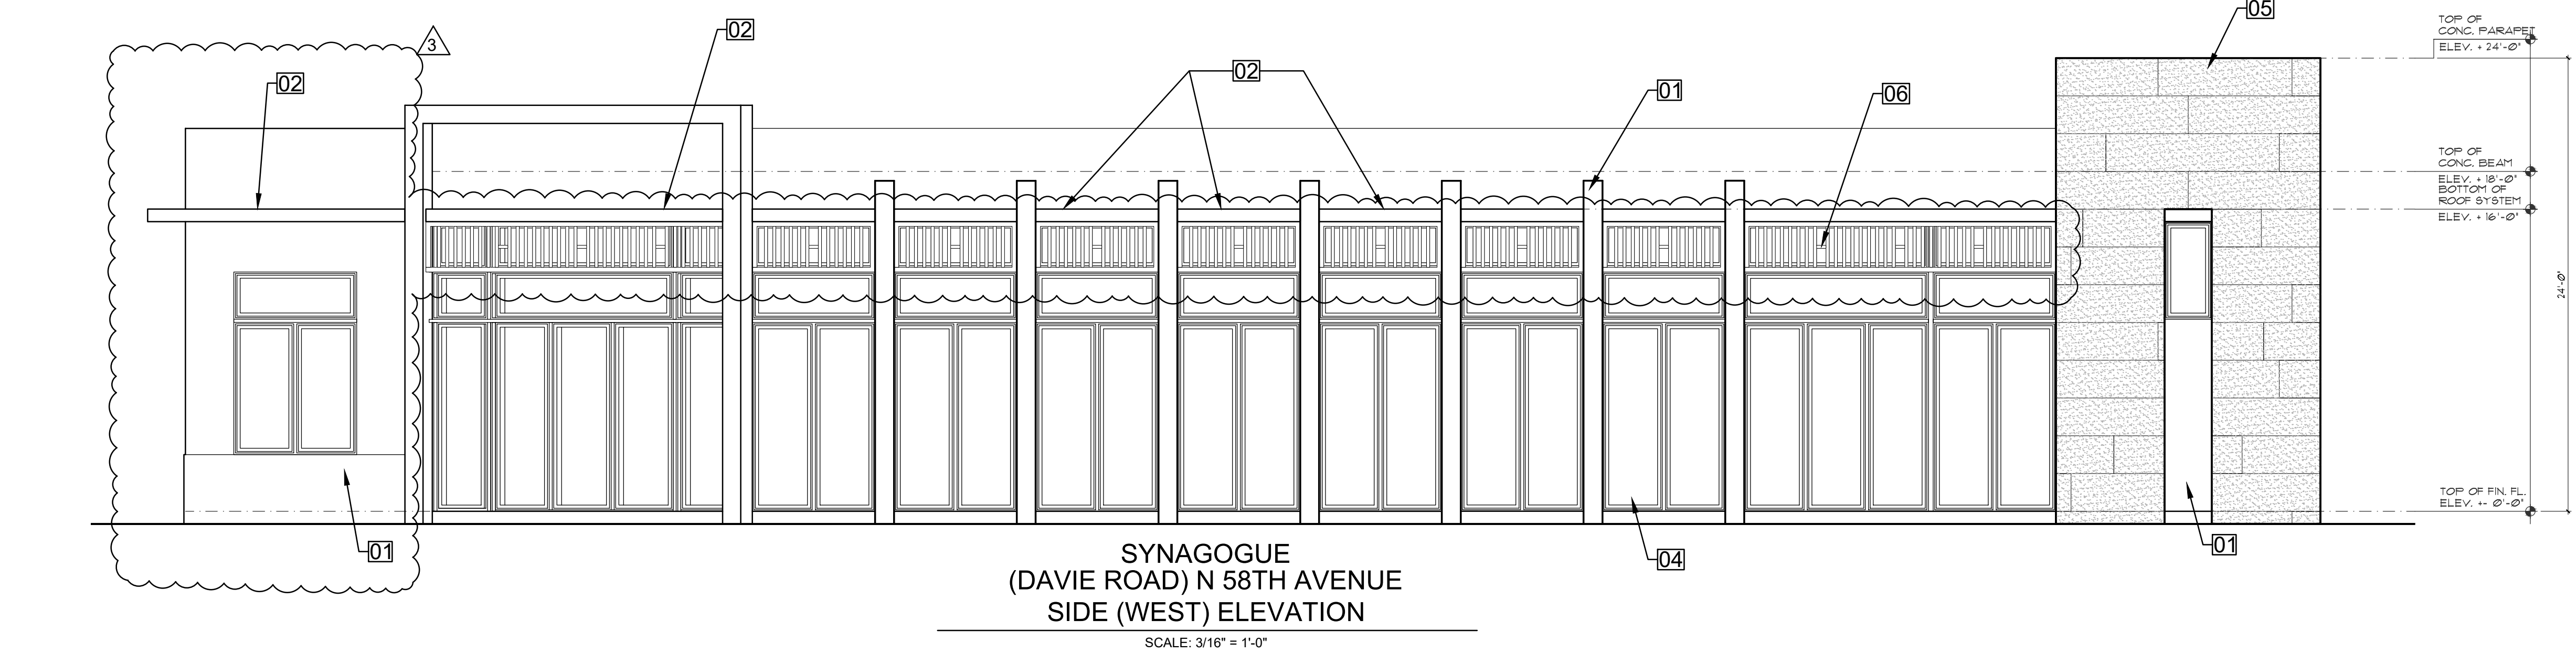 05
TOP OF
CONC. PARAPET
ELEV. + 24'-0"
02
3
02
02
01
06
TOP OF
CONC. BEAM
ELEV. + 18'-0"
BOTTOM OF
ROOF SYSTEM
ELEV. + 16'-0"
24'-0"
TOP OF FIN. FL.
ELEV. +- 0'-0"
01
04
01
SYNAGOGUE
(DAVIE ROAD) N 58TH AVENUE
SIDE (WEST) ELEVATION
SCALE: 3/16" = 1'-0"